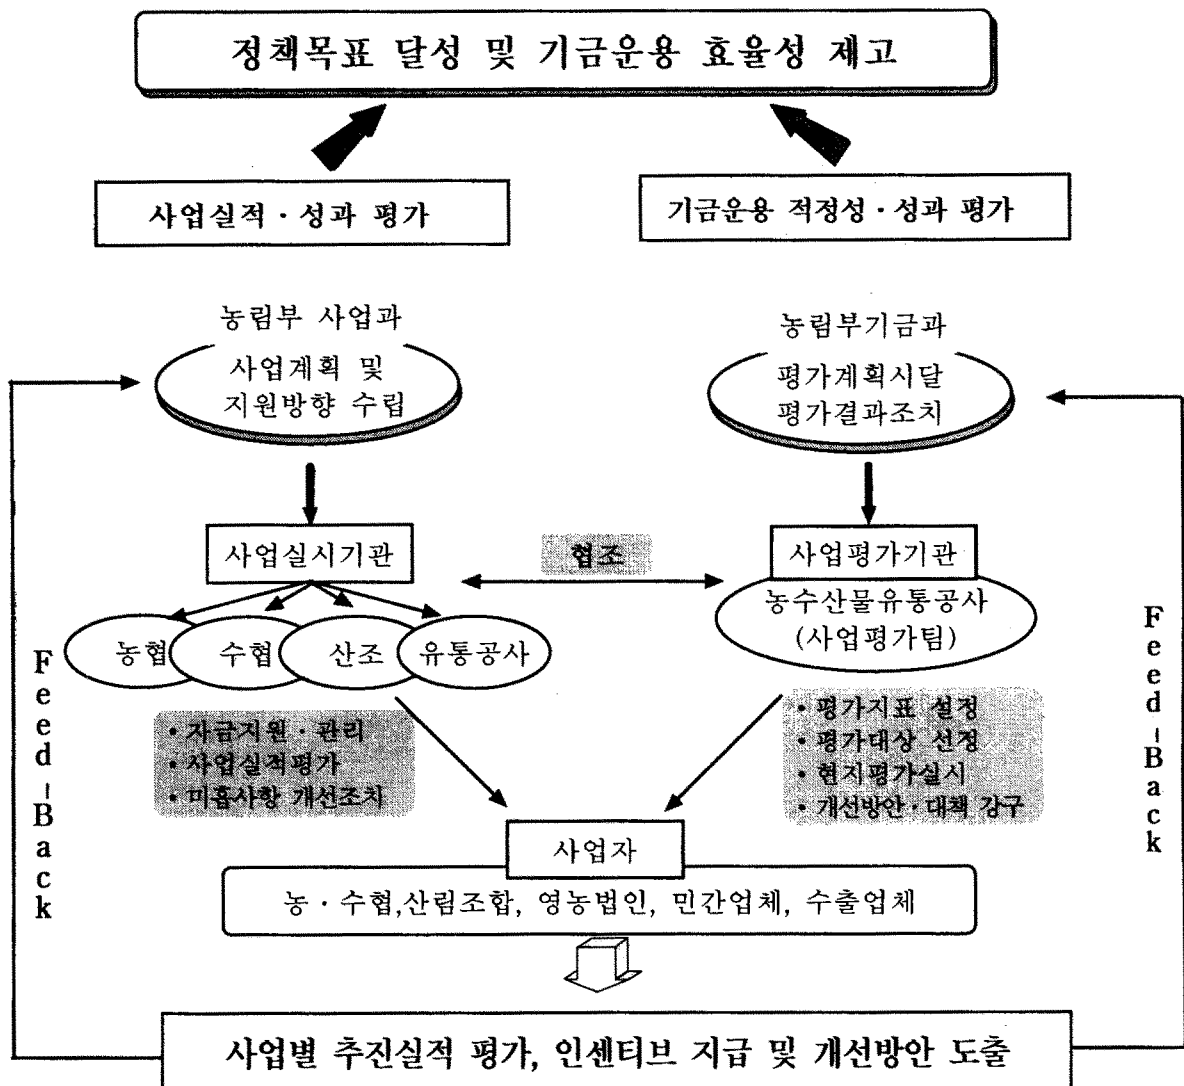 정책목표 달성 및 기금운용 효율성 재고
사업실적·성과 평가
기금운용 적정성·성과 평가
농림부 사업과
사업계획 및
지원방향 수립
농림부기금과
평가계획시달
평가결과조치
사업실시기관
협조
사업평가기관
농수산물유통공사
(사업평가팀)
농협
수협
산조
유통공사
• 자금지원·관리
• 사업실적평가
• 미흡사항 개선조치
• 평가지표 설정
• 평가대상 선정
• 현지평가실시
• 개선방안·대책 강구
Feed-Back
Feed-Back
사업자
농·수협,산림조합, 영농법인, 민간업체, 수출업체
사업별 추진실적 평가, 인센티브 지급 및 개선방안 도출